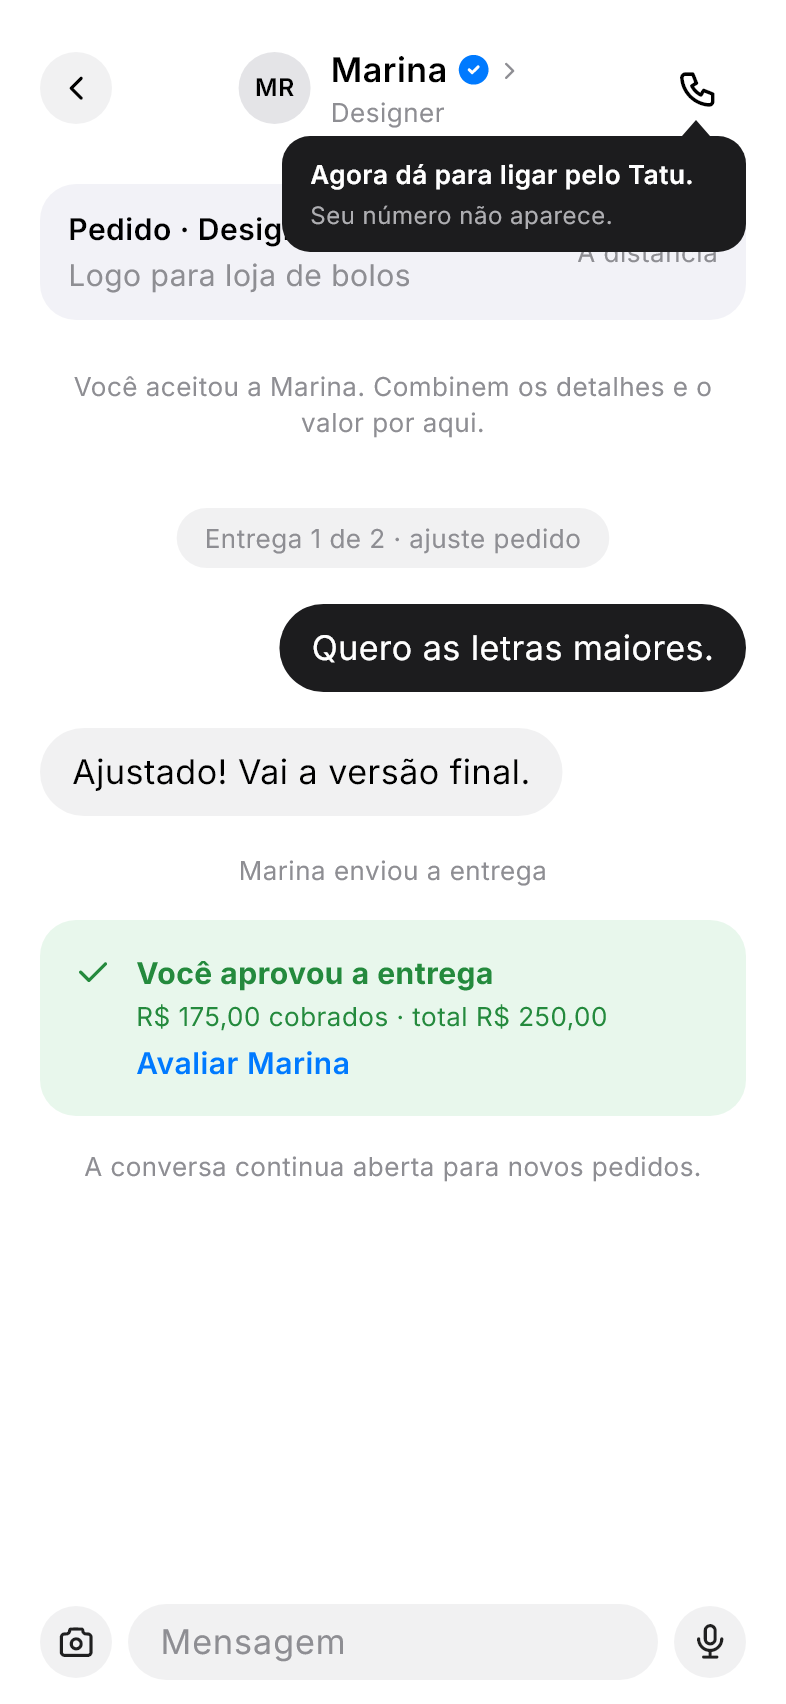 MR
Marina
Designer
Agora dá para ligar pelo Tatu.
Seu número não aparece.
Pedido · Desig
A distância
Logo para loja de bolos
Você aceitou a Marina. Combinem os detalhes e o
valor por aqui.
Entrega 1 de 2 · ajuste pedido
Quero as letras maiores.
Ajustado! Vai a versão final.
Marina enviou a entrega
Você aprovou a entrega
R$ 175,00 cobrados · total R$ 250,00
Avaliar Marina
A conversa continua aberta para novos pedidos.
Mensagem